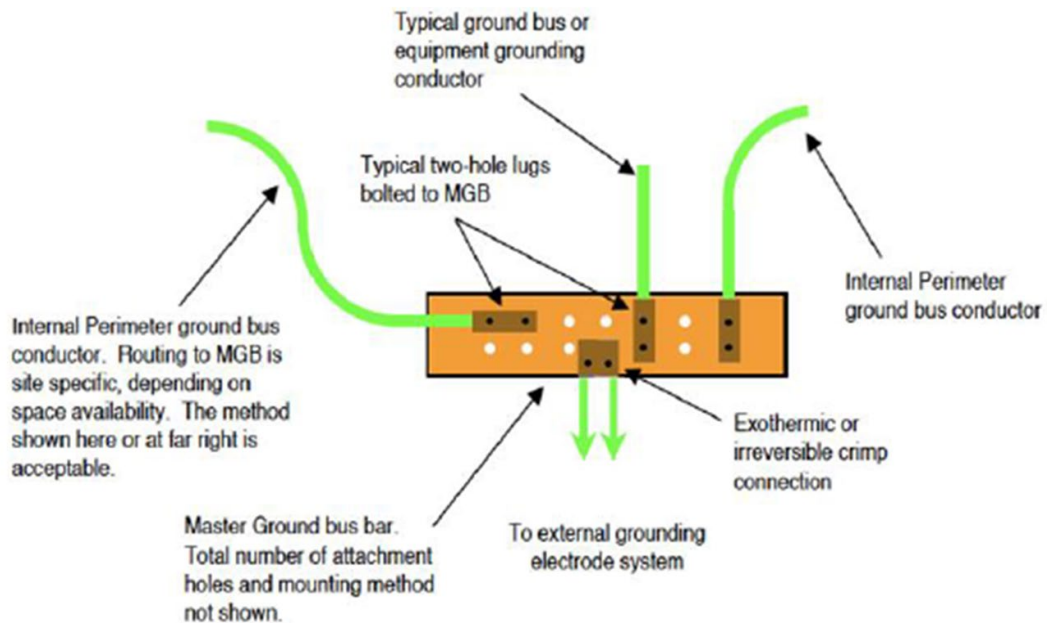 Typical ground bus or
equipment grounding
conductor
Typical two-hole lugs
bolted to MGB
Internal Perimeter
ground bus conductor
Internal Perimeter ground bus
conductor. Routing to MGB is
site specific, depending on
space availability. The method
shown here or at far right is
acceptable.
Exothermic or
irreversible crimp
connection
Master Ground bus bar.
Total number of attachment
holes and mounting method
not shown.
To external grounding
electrode system